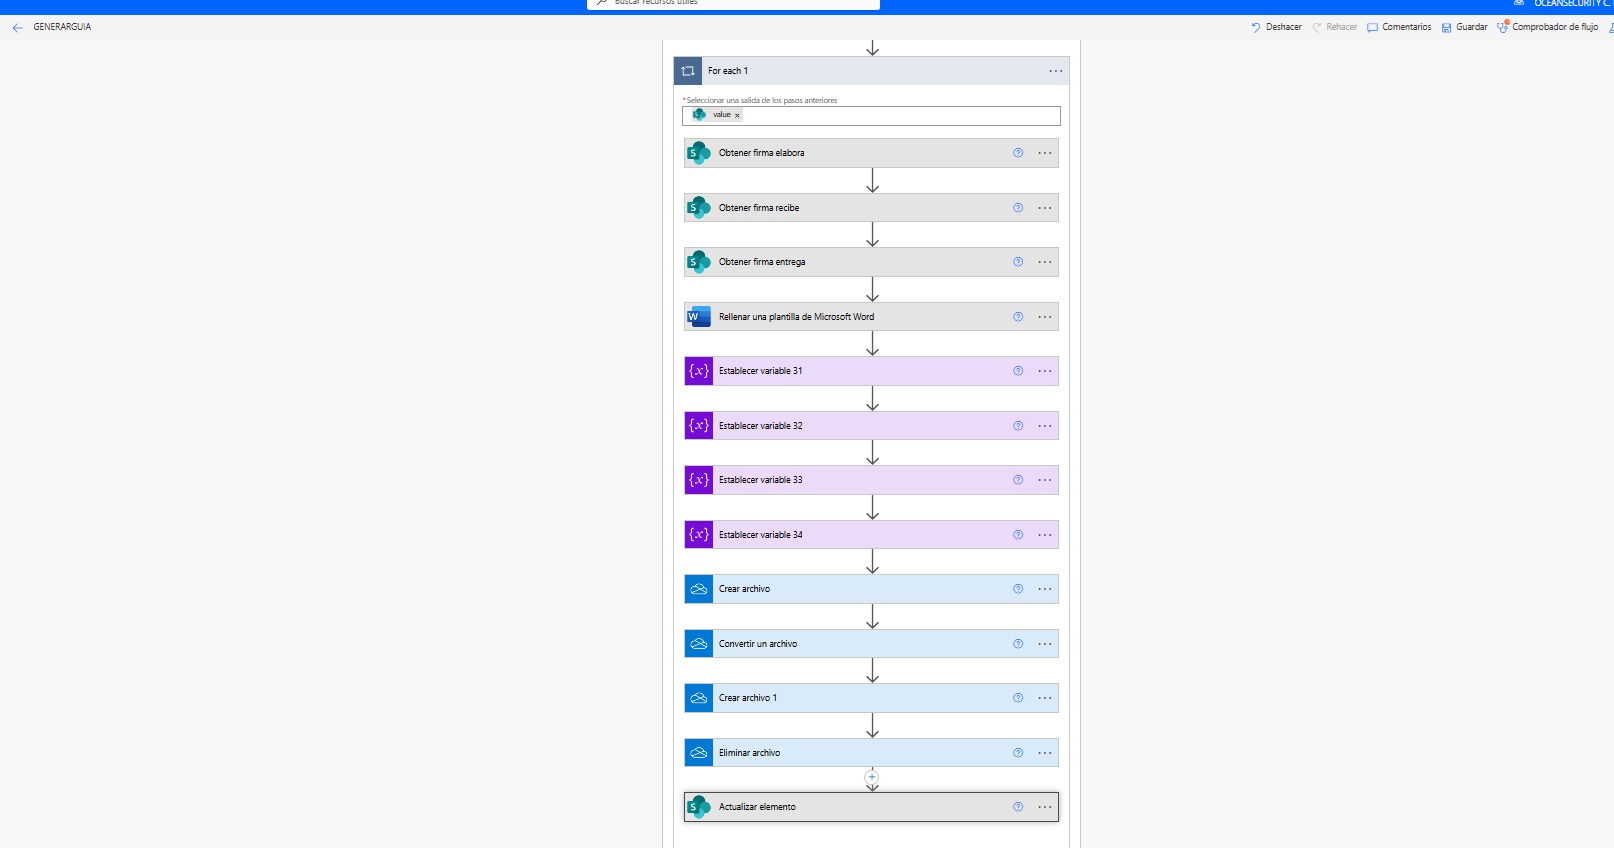 Buscar recursos útiles
OCEANSECURITY C.
GENERARGUIA
Deshacer Rehacer Comentarios Guardar Comprobador de flujo
For each 1
* Seleccionar una salida de los pasos anteriores
value ×
Obtener firma elabora
Obtener firma recibe
Obtener firma entrega
Rellenar una plantilla de Microsoft Word
{x} Establecer variable 31
{x} Establecer variable 32
{x} Establecer variable 33
{x} Establecer variable 34
Crear archivo
Convertir un archivo
Crear archivo 1
Eliminar archivo
Actualizar elemento